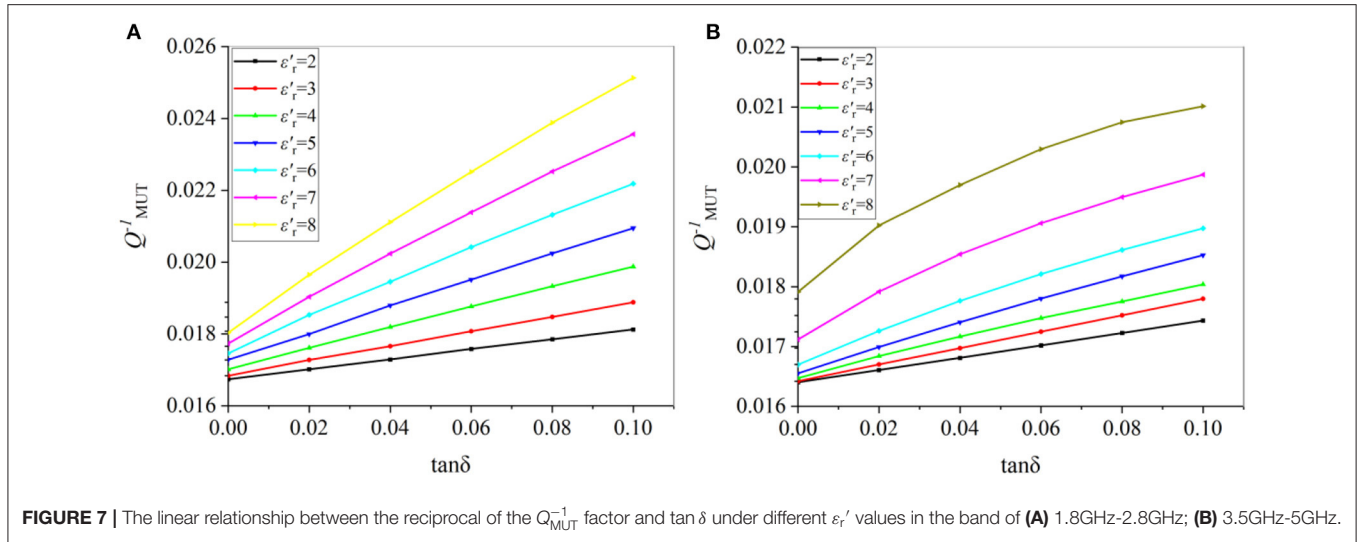 A
0.026
0.024
0.022
0.020
0.018
0.016
Q⁻¹MUT
ε′r=2
ε′r=3
ε′r=4
ε′r=5
ε′r=6
ε′r=7
ε′r=8
0.00 0.02 0.04 0.06 0.08 0.10
tanδ
B
0.022
0.021
0.020
0.019
0.018
0.017
0.016
Q⁻¹MUT
ε′r=2
ε′r=3
ε′r=4
ε′r=5
ε′r=6
ε′r=7
ε′r=8
0.00 0.02 0.04 0.06 0.08 0.10
tanδ
FIGURE 7 | The linear relationship between the reciprocal of the Q⁻¹MUT factor and tan δ under different εr′ values in the band of (A) 1.8GHz-2.8GHz; (B) 3.5GHz-5GHz.